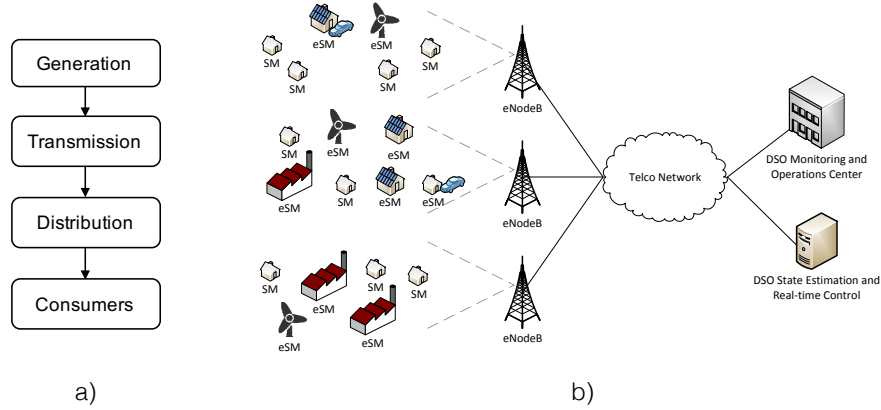 Generation
Transmission
Distribution
Consumers
a)
SM
eSM
eSM
SM
SM
SM
eNodeB
SM
eSM
eSM
eSM
SM
eSM
eSM
eNodeB
SM
eSM
SM
SM
eSM
eSM
eNodeB
Telco Network
DSO Monitoring and
Operations Center
DSO State Estimation and
Real-time Control
b)